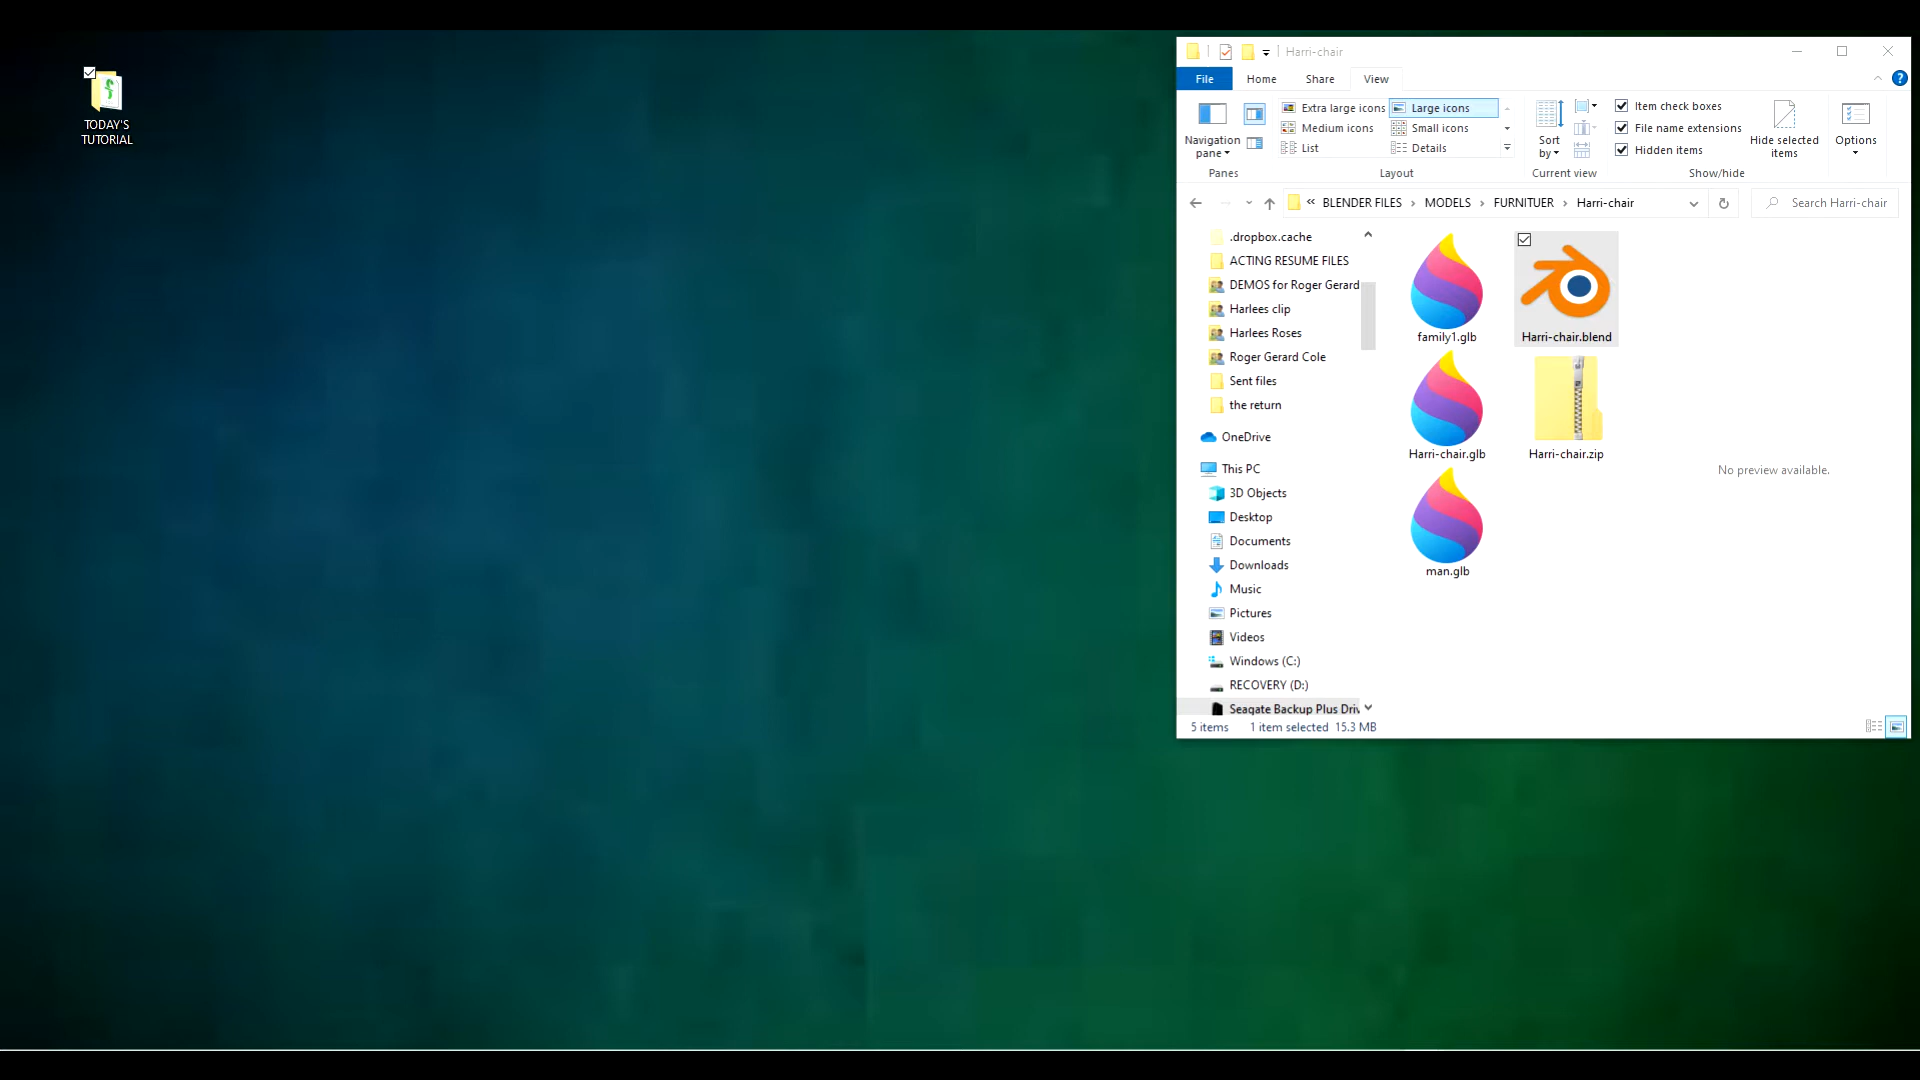 TODAY'S
TUTORIAL
Harri-chair
File
Home
Share
View
Navigation
pane
Extra large icons
Large icons
Medium icons
Small icons
List
Details
Sort
by
Item check boxes
File name extensions
Hidden items
Hide selected
items
Options
Panes
Layout
Current view
Show/hide
« BLENDER FILES › MODELS › FURNITUER › Harri-chair
Search Harri-chair
.dropbox.cache
ACTING RESUME FILES
DEMOS for Roger Gerard
Harlees clip
Harlees Roses
Roger Gerard Cole
Sent files
the return
OneDrive
This PC
3D Objects
Desktop
Documents
Downloads
Music
Pictures
Videos
Windows (C:)
RECOVERY (D:)
Seagate Backup Plus Driv
family1.glb
Harri-chair.blend
Harri-chair.glb
Harri-chair.zip
man.glb
No preview available.
5 items
1 item selected 15.3 MB